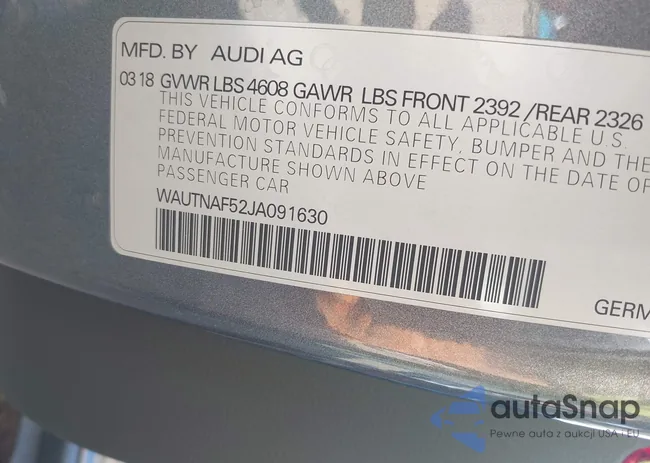 MFD. BY AUDI AG
03 18 GVWR LBS 4608 GAWR LBS FRONT 2392 /REAR 2326
THIS VEHICLE CONFORMS TO ALL APPLICABLE U.S.
FEDERAL MOTOR VEHICLE SAFETY, BUMPER AND THE
PREVENTION STANDARDS IN EFFECT ON THE DATE OF
MANUFACTURE SHOWN ABOVE
PASSENGER CAR
WAUTNAF52JA091630
GERM
autaSnap
Pewne auta z aukcji USA i EU